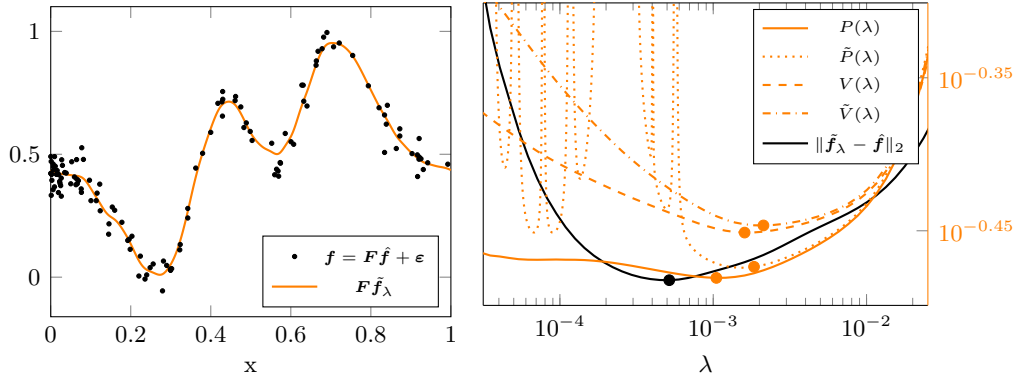 1
0.5
0
0 0.2 0.4 0.6 0.8 1
x
f = Ff̂ + ε
Ff̃_λ
P(λ)
P̃(λ)
V(λ)
Ṽ(λ)
‖f̃_λ − f̂‖₂
10^−0.35
10^−0.45
10^−4 10^−3 10^−2
λ